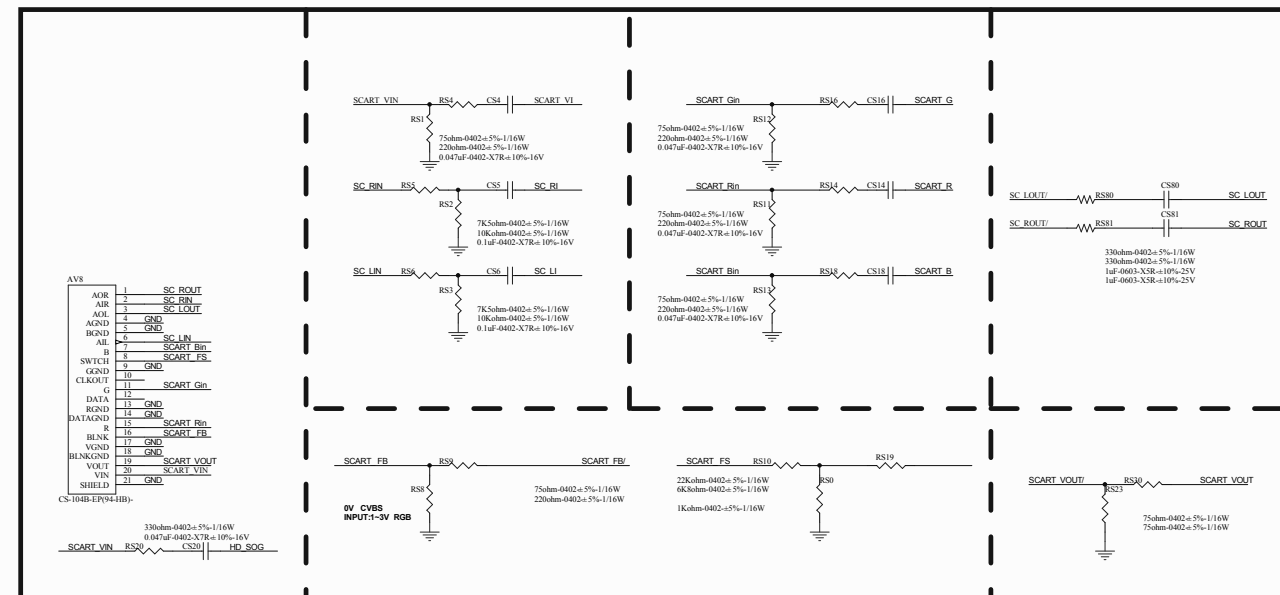 AV8
AOR 1 SC_ROUT
AIR 2 SC_RIN
AOL 3 SC_LOUT
AGND 4 GND
BGND 5 GND
AIL 6 SC_LIN
B 7 SCART_Bin
SWTCH 8 SCART_FS
GGND 9 GND
CLKOUT 10
G 11 SCART_Gin
DATA 12
RGND 13 GND
DATAGND 14 GND
R 15 SCART_Rin
BLNK 16 SCART_FB
VGND 17 GND
BLNKGND 18 GND
VOUT 19 SCART_VOUT
VIN 20 SCART_VIN
SHIELD 21 GND
CS-104B-EP(94-HB)-
330ohm-0402-±5%-1/16W
0.047uF-0402-X7R-±10%-16V
SCART_VIN RS20 CS20 HD_SOG
SCART_VIN RS4 CS4 SCART_VI
RS1
75ohm-0402-±5%-1/16W
220ohm-0402-±5%-1/16W
0.047uF-0402-X7R-±10%-16V
SC_RIN RS5 CS5 SC_RI
RS2
7K5ohm-0402-±5%-1/16W
10Kohm-0402-±5%-1/16W
0.1uF-0402-X7R-±10%-16V
SC_LIN RS6 CS6 SC_LI
RS3
7K5ohm-0402-±5%-1/16W
10Kohm-0402-±5%-1/16W
0.1uF-0402-X7R-±10%-16V
SCART_Gin RS16 CS16 SCART_G
RS12
75ohm-0402-±5%-1/16W
220ohm-0402-±5%-1/16W
0.047uF-0402-X7R-±10%-16V
SCART_Rin RS14 CS14 SCART_R
RS11
75ohm-0402-±5%-1/16W
220ohm-0402-±5%-1/16W
0.047uF-0402-X7R-±10%-16V
SCART_Bin RS18 CS18 SCART_B
RS13
75ohm-0402-±5%-1/16W
220ohm-0402-±5%-1/16W
0.047uF-0402-X7R-±10%-16V
SC_LOUT/ RS80 CS80 SC_LOUT
SC_ROUT/ RS81 CS81 SC_ROUT
330ohm-0402-±5%-1/16W
330ohm-0402-±5%-1/16W
1uF-0603-X5R-±10%-25V
1uF-0603-X5R-±10%-25V
SCART_FB RS9 SCART_FB/
RS8
75ohm-0402-±5%-1/16W
220ohm-0402-±5%-1/16W
0V CVBS
INPUT:1~3V RGB
SCART_FS RS10 RS19
22Kohm-0402-±5%-1/16W
6K8ohm-0402-±5%-1/16W
RS0
1Kohm-0402-±5%-1/16W
SCART_VOUT/ RS30 SCART_VOUT
RS23
75ohm-0402-±5%-1/16W
75ohm-0402-±5%-1/16W